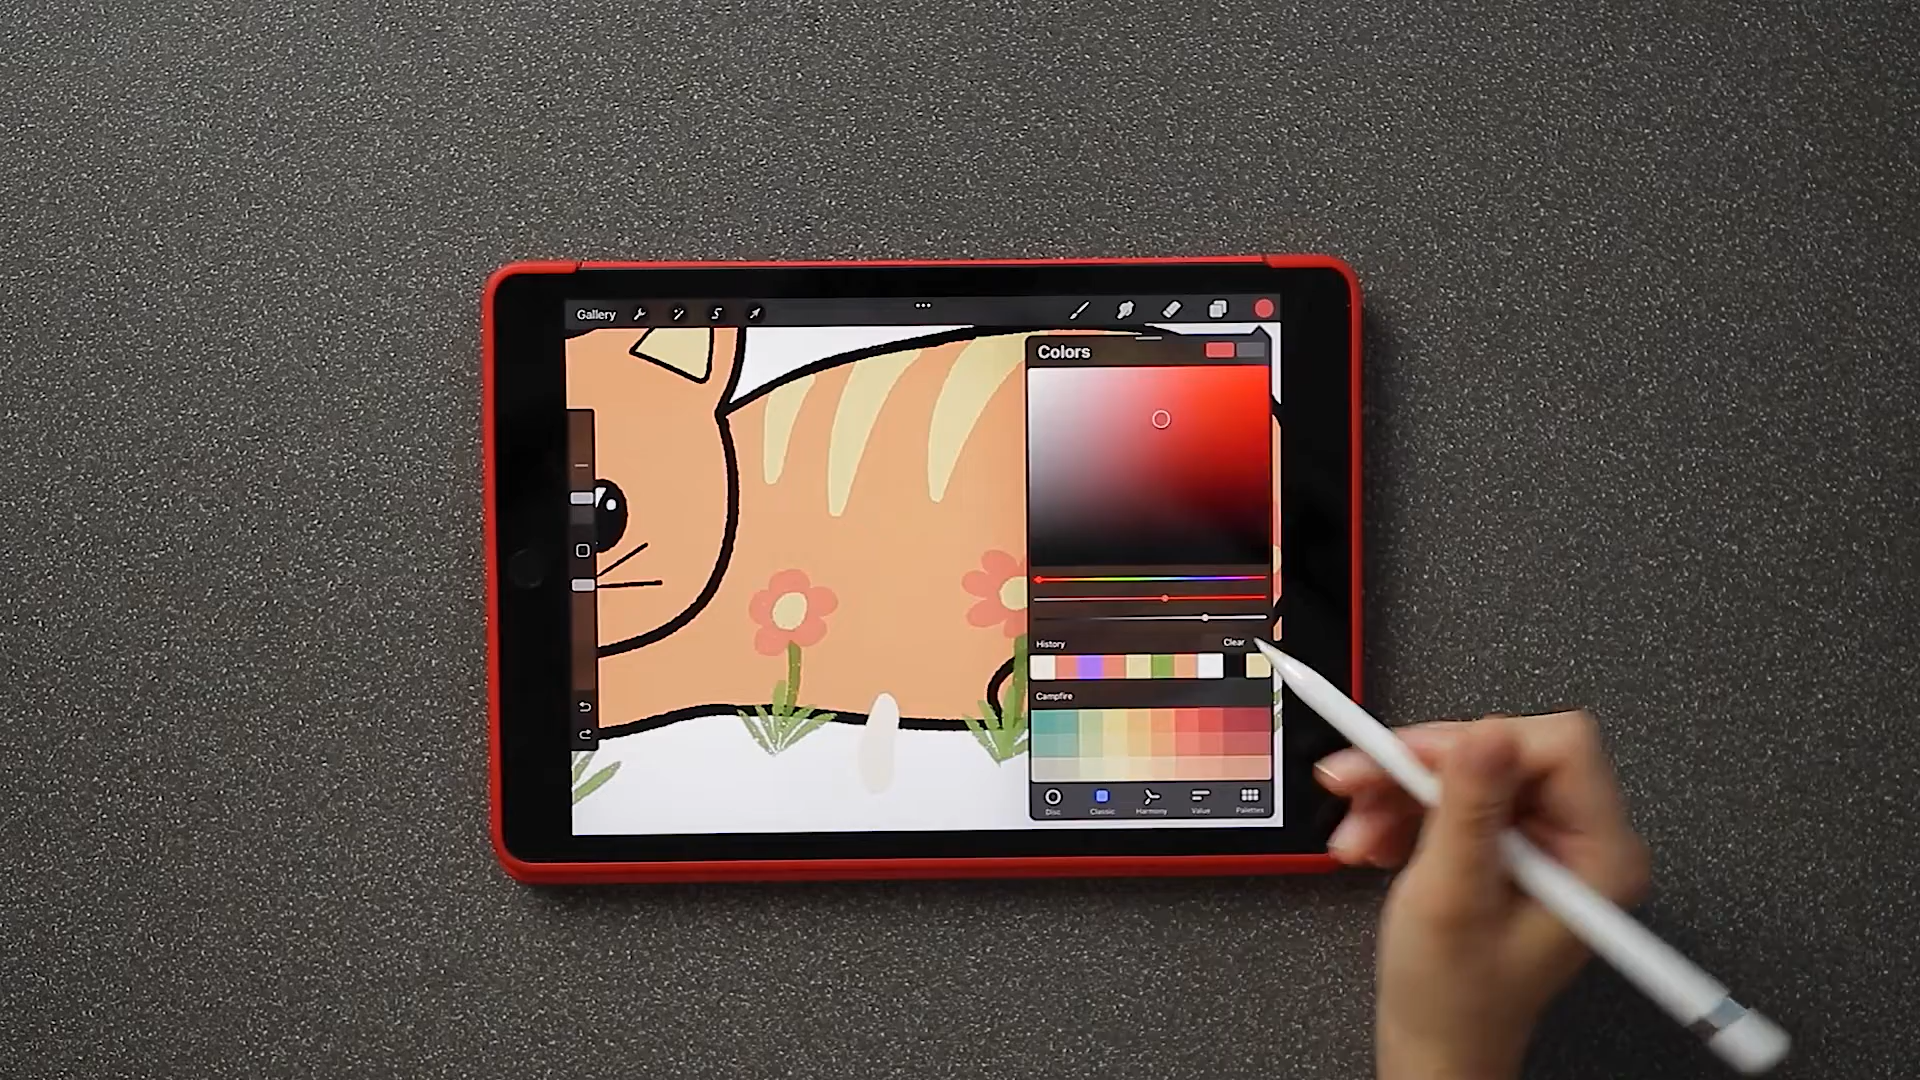 Gallery
Colors
History
Clear
Campfire
Disc
Classic
Harmony
Value
Palettes